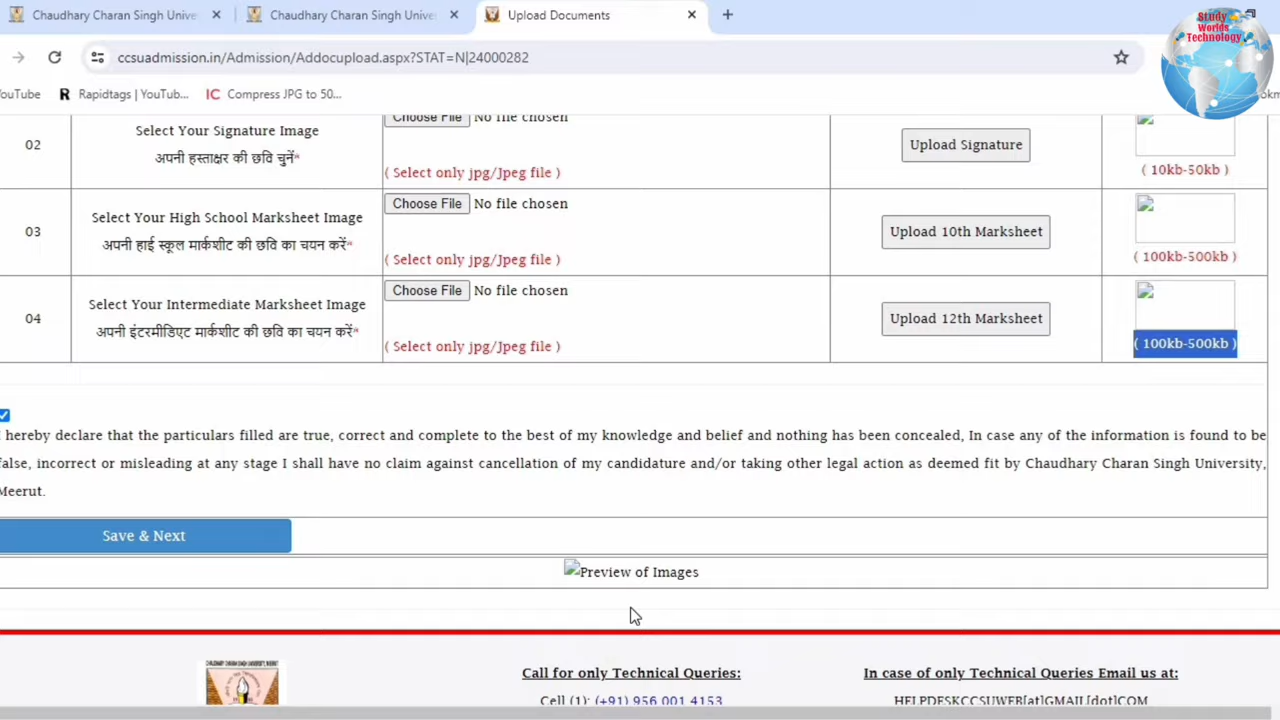 Chaudhary Charan Singh Unive
Chaudhary Charan Singh Unive
Upload Documents
Study
Worlds
Technology
ccsuadmission.in/Admission/Addocupload.aspx?STAT=N|24000282
ouTube
Rapidtags | YouTub...
IC Compress JPG to 50...
okm
02
Select Your Signature Image
अपनी हस्ताक्षर की छवि चुनें*
Choose File No file chosen
( Select only jpg/Jpeg file )
Upload Signature
( 10kb-50kb )
03
Select Your High School Marksheet Image
अपनी हाई स्कूल मार्कशीट की छवि का चयन करें*
Choose File No file chosen
( Select only jpg/Jpeg file )
Upload 10th Marksheet
( 100kb-500kb )
04
Select Your Intermediate Marksheet Image
अपनी इंटरमीडिएट मार्कशीट की छवि का चयन करें*
Choose File No file chosen
( Select only jpg/Jpeg file )
Upload 12th Marksheet
( 100kb-500kb )
I hereby declare that the particulars filled are true, correct and complete to the best of my knowledge and belief and nothing has been concealed, In case any of the information is found to be
false, incorrect or misleading at any stage I shall have no claim against cancellation of my candidature and/or taking other legal action as deemed fit by Chaudhary Charan Singh University,
Meerut.
Save & Next
Preview of Images
CHAUDHARY CHARAN SINGH UNIVERSITY, MEERUT
Call for only Technical Queries:
Cell (1): (+91) 956 001 4153
In case of only Technical Queries Email us at:
HELPDESKCCSUWEB[at]GMAIL[dot]COM